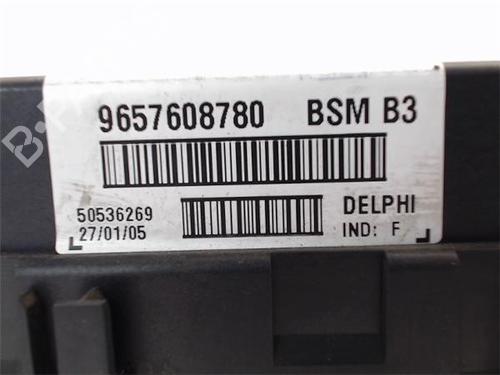 9657608780 BSM B3
50536269 DELPHI
27/01/05 IND: F